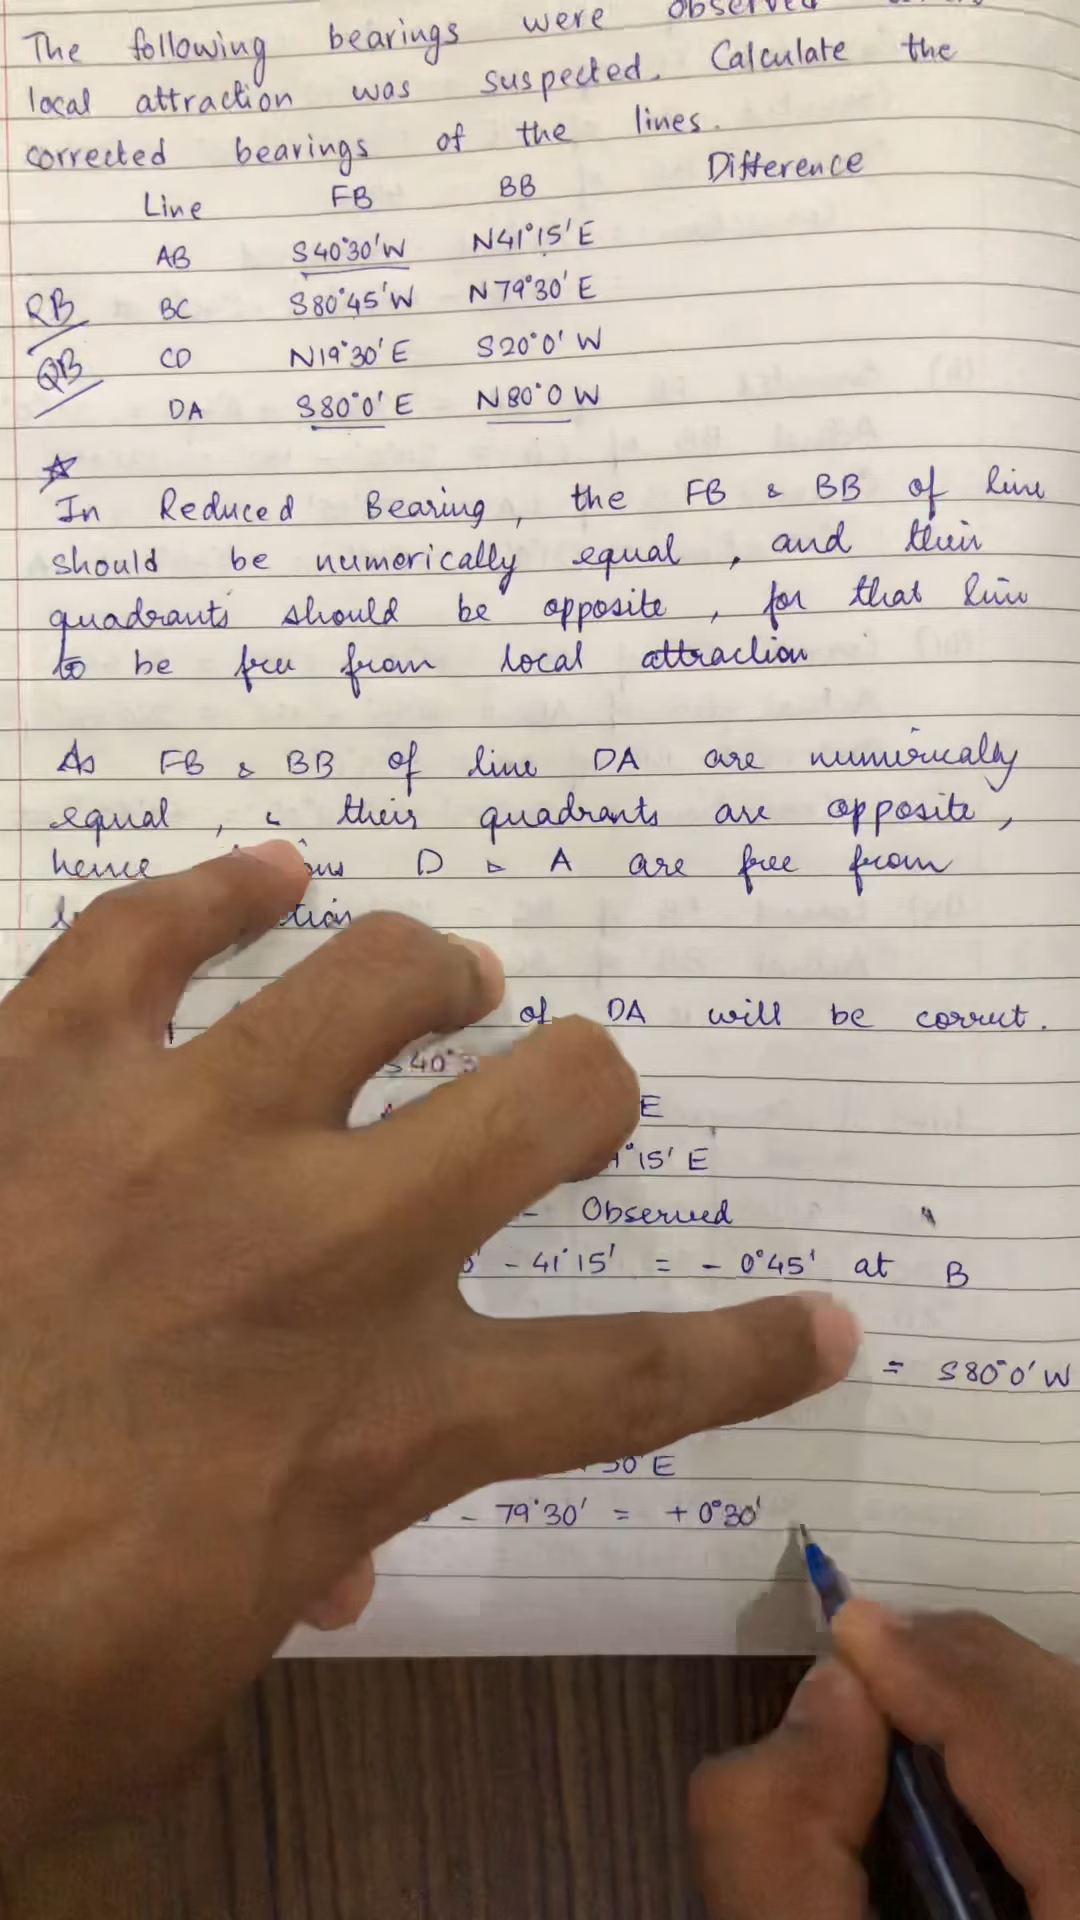 The following bearings were observed
local attraction was suspected. Calculate the
corrected bearings of the lines.
Line FB BB Difference
AB S40°30'W N41°15'E
RB BC S80°45'W N79°30'E
QB CD N19°30'E S20°0'W
DA S80°0'E N80°0 W
☆
In Reduced Bearing, the FB & BB of line
should be numerically equal, and their
quadrants should be opposite, for that line
to be free from local attraction
As FB & BB of line DA are numerically
equal, & their quadrants are opposite,
hence D & A are free from
of DA will be correct.
S40°3
E
1°15'E
- Observed
- 41°15' = - 0°45' at B
= S80°0'W
30'E
- 79°30' = + 0°30'